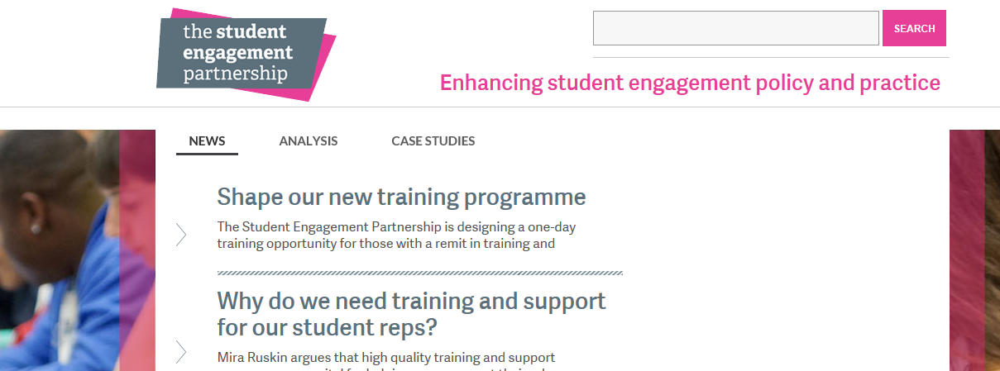 the student
engagement
partnership
SEARCH
Enhancing student engagement policy and practice
NEWS ANALYSIS CASE STUDIES
Shape our new training programme
The Student Engagement Partnership is designing a one-day
training opportunity for those with a remit in training and
Why do we need training and support
for our student reps?
Mira Ruskin argues that high quality training and support